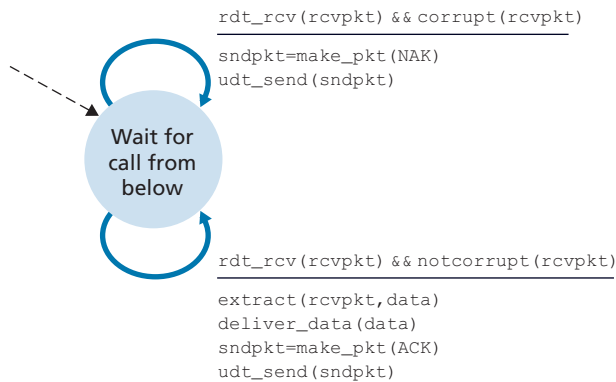 rdt_rcv(rcvpkt) && corrupt(rcvpkt)
sndpkt=make_pkt(NAK)
udt_send(sndpkt)
Wait for
call from
below
rdt_rcv(rcvpkt) && notcorrupt(rcvpkt)
extract(rcvpkt,data)
deliver_data(data)
sndpkt=make_pkt(ACK)
udt_send(sndpkt)